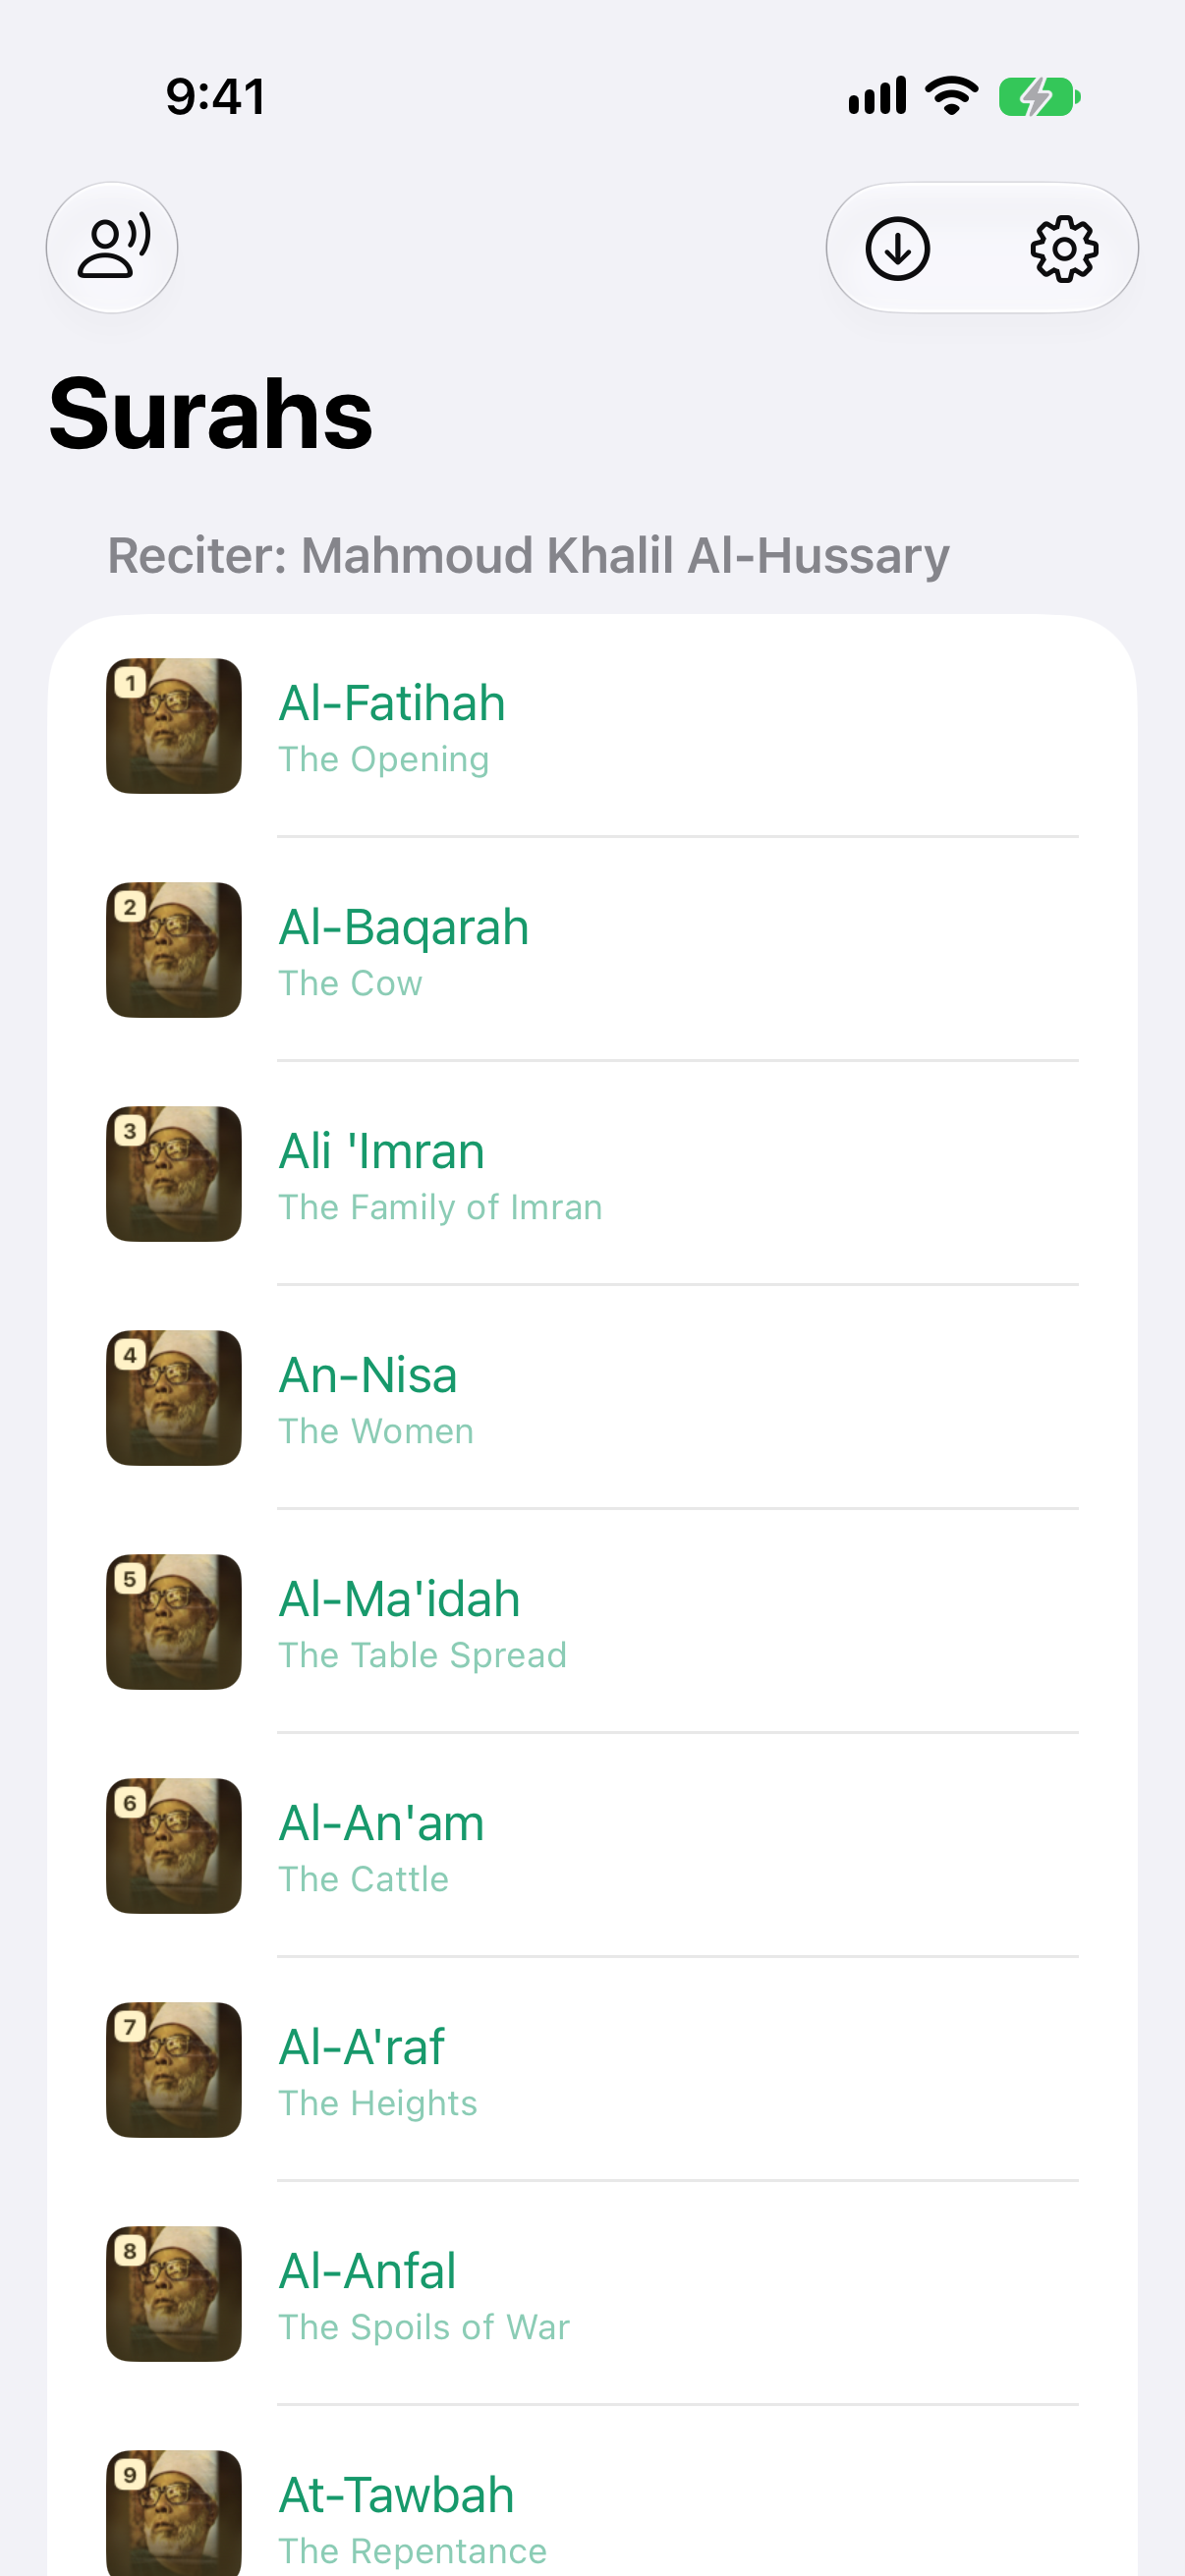 9:41
Surahs
Reciter: Mahmoud Khalil Al-Hussary
1
Al-Fatihah
The Opening
2
Al-Baqarah
The Cow
3
Ali 'Imran
The Family of Imran
4
An-Nisa
The Women
5
Al-Ma'idah
The Table Spread
6
Al-An'am
The Cattle
7
Al-A'raf
The Heights
8
Al-Anfal
The Spoils of War
9
At-Tawbah
The Repentance